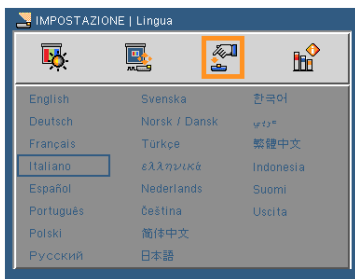 IMPOSTAZIONE | Lingua
English Svenska 한국어
Deutsch Norsk / Dansk
Français Türkçe 繁體中文
Italiano ελληνικά Indonesia
Español Nederlands Suomi
Português Čeština Uscita
Polski 简体中文
Русский 日本語